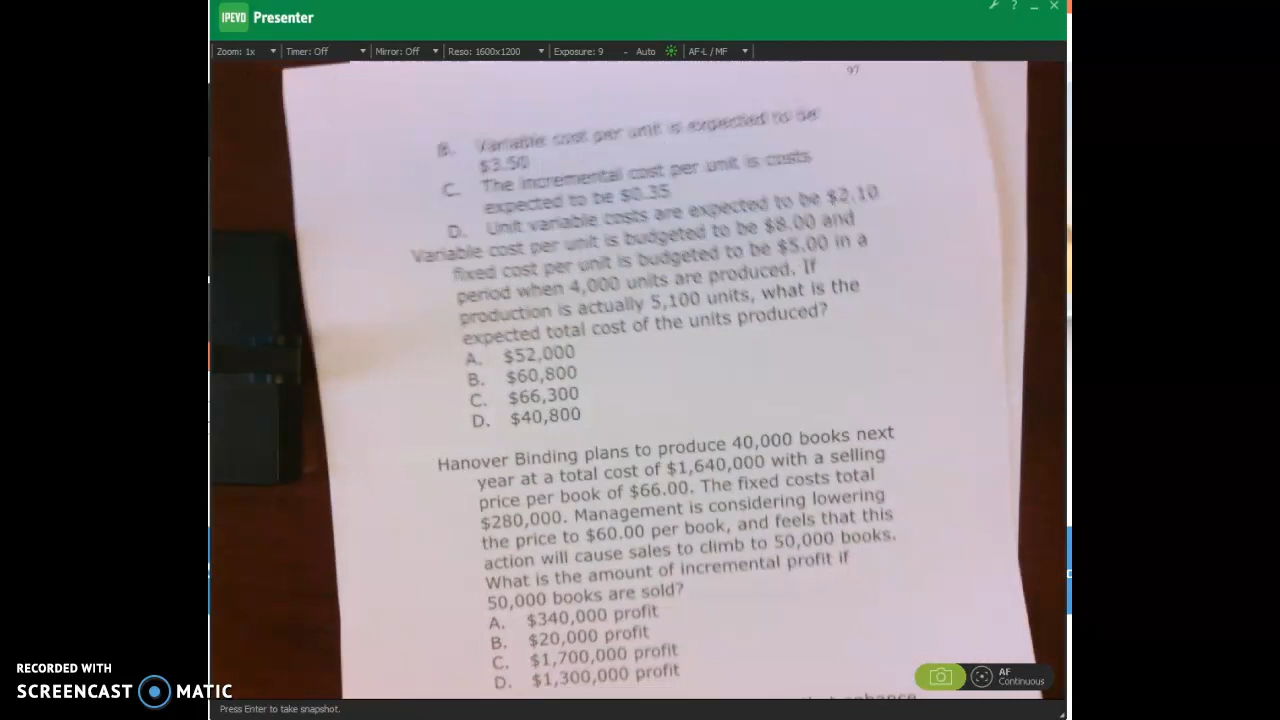 IPEVO Presenter
? _ ×
Zoom: 1x Timer: Off Mirror: Off Reso: 1600x1200 Exposure: 9 - Auto AF-L / MF
97
B. Variable cost per unit is expected to be
$3.50
C. The incremental cost per unit is costs
expected to be $0.35
D. Unit variable costs are expected to be $2.10
Variable cost per unit is budgeted to be $8.00 and
fixed cost per unit is budgeted to be $5.00 in a
period when 4,000 units are produced. If
production is actually 5,100 units, what is the
expected total cost of the units produced?
A. $52,000
B. $60,800
C. $66,300
D. $40,800
Hanover Binding plans to produce 40,000 books next
year at a total cost of $1,640,000 with a selling
price per book of $66.00. The fixed costs total
$280,000. Management is considering lowering
the price to $60.00 per book, and feels that this
action will cause sales to climb to 50,000 books.
What is the amount of incremental profit if
50,000 books are sold?
A. $340,000 profit
B. $20,000 profit
C. $1,700,000 profit
D. $1,300,000 profit
AF
Continuous
RECORDED WITH
SCREENCAST MATIC
Press Enter to take snapshot.